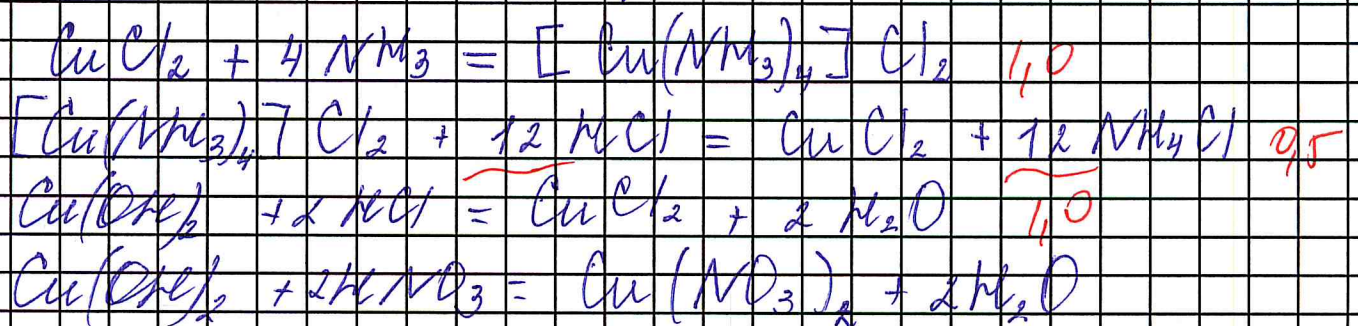 CuCl₂ + 4NH₃ = [Cu(NH₃)₄]Cl₂ 1,0
[Cu(NH₃)₄]Cl₂ + 12HCl = CuCl₂ + 12NH₄Cl 0,5
Cu(OH)₂ + 2HCl = CuCl₂ + 2H₂O 1,0
Cu(OH)₂ + 2HNO₃ = Cu(NO₃)₂ + 2H₂O